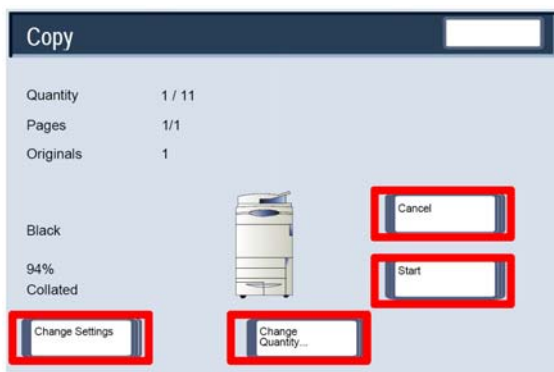 Copy
Quantity 1 / 11
Pages 1/1
Originals 1
Cancel
Black
94%
Start
Collated
Change Settings
Change
Quantity...